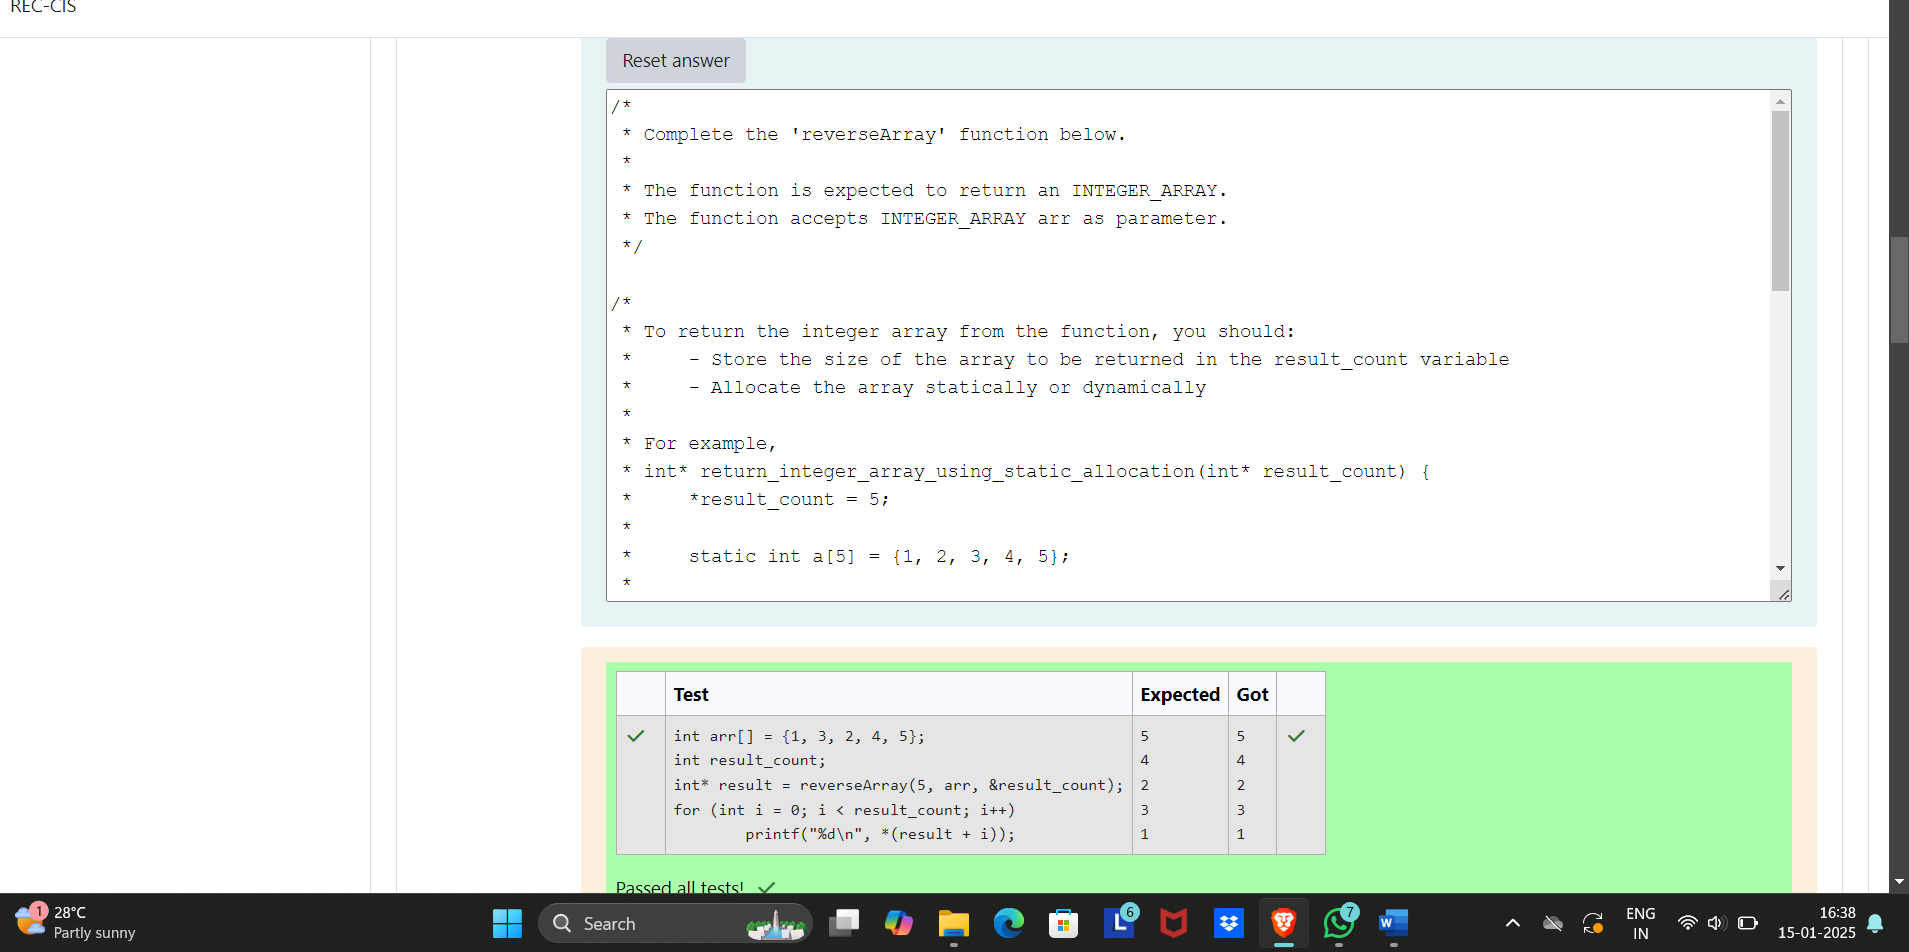 REC-CIS
Reset answer
/*
 * Complete the 'reverseArray' function below.
 *
 * The function is expected to return an INTEGER_ARRAY.
 * The function accepts INTEGER_ARRAY arr as parameter.
 */
/*
 * To return the integer array from the function, you should:
 *     - Store the size of the array to be returned in the result_count variable
 *     - Allocate the array statically or dynamically
 *
 * For example,
 * int* return_integer_array_using_static_allocation(int* result_count) {
 *     *result_count = 5;
 *
 *     static int a[5] = {1, 2, 3, 4, 5};
 *
Test Expected Got
int arr[] = {1, 3, 2, 4, 5}; 5 5
int result_count; 4 4
int* result = reverseArray(5, arr, &result_count); 2 2
for (int i = 0; i < result_count; i++) 3 3
printf("%d\n", *(result + i)); 1 1
Passed all tests!
1
28°C
Partly sunny
Search
L
6
7
W
ENG
IN
16:38
15-01-2025